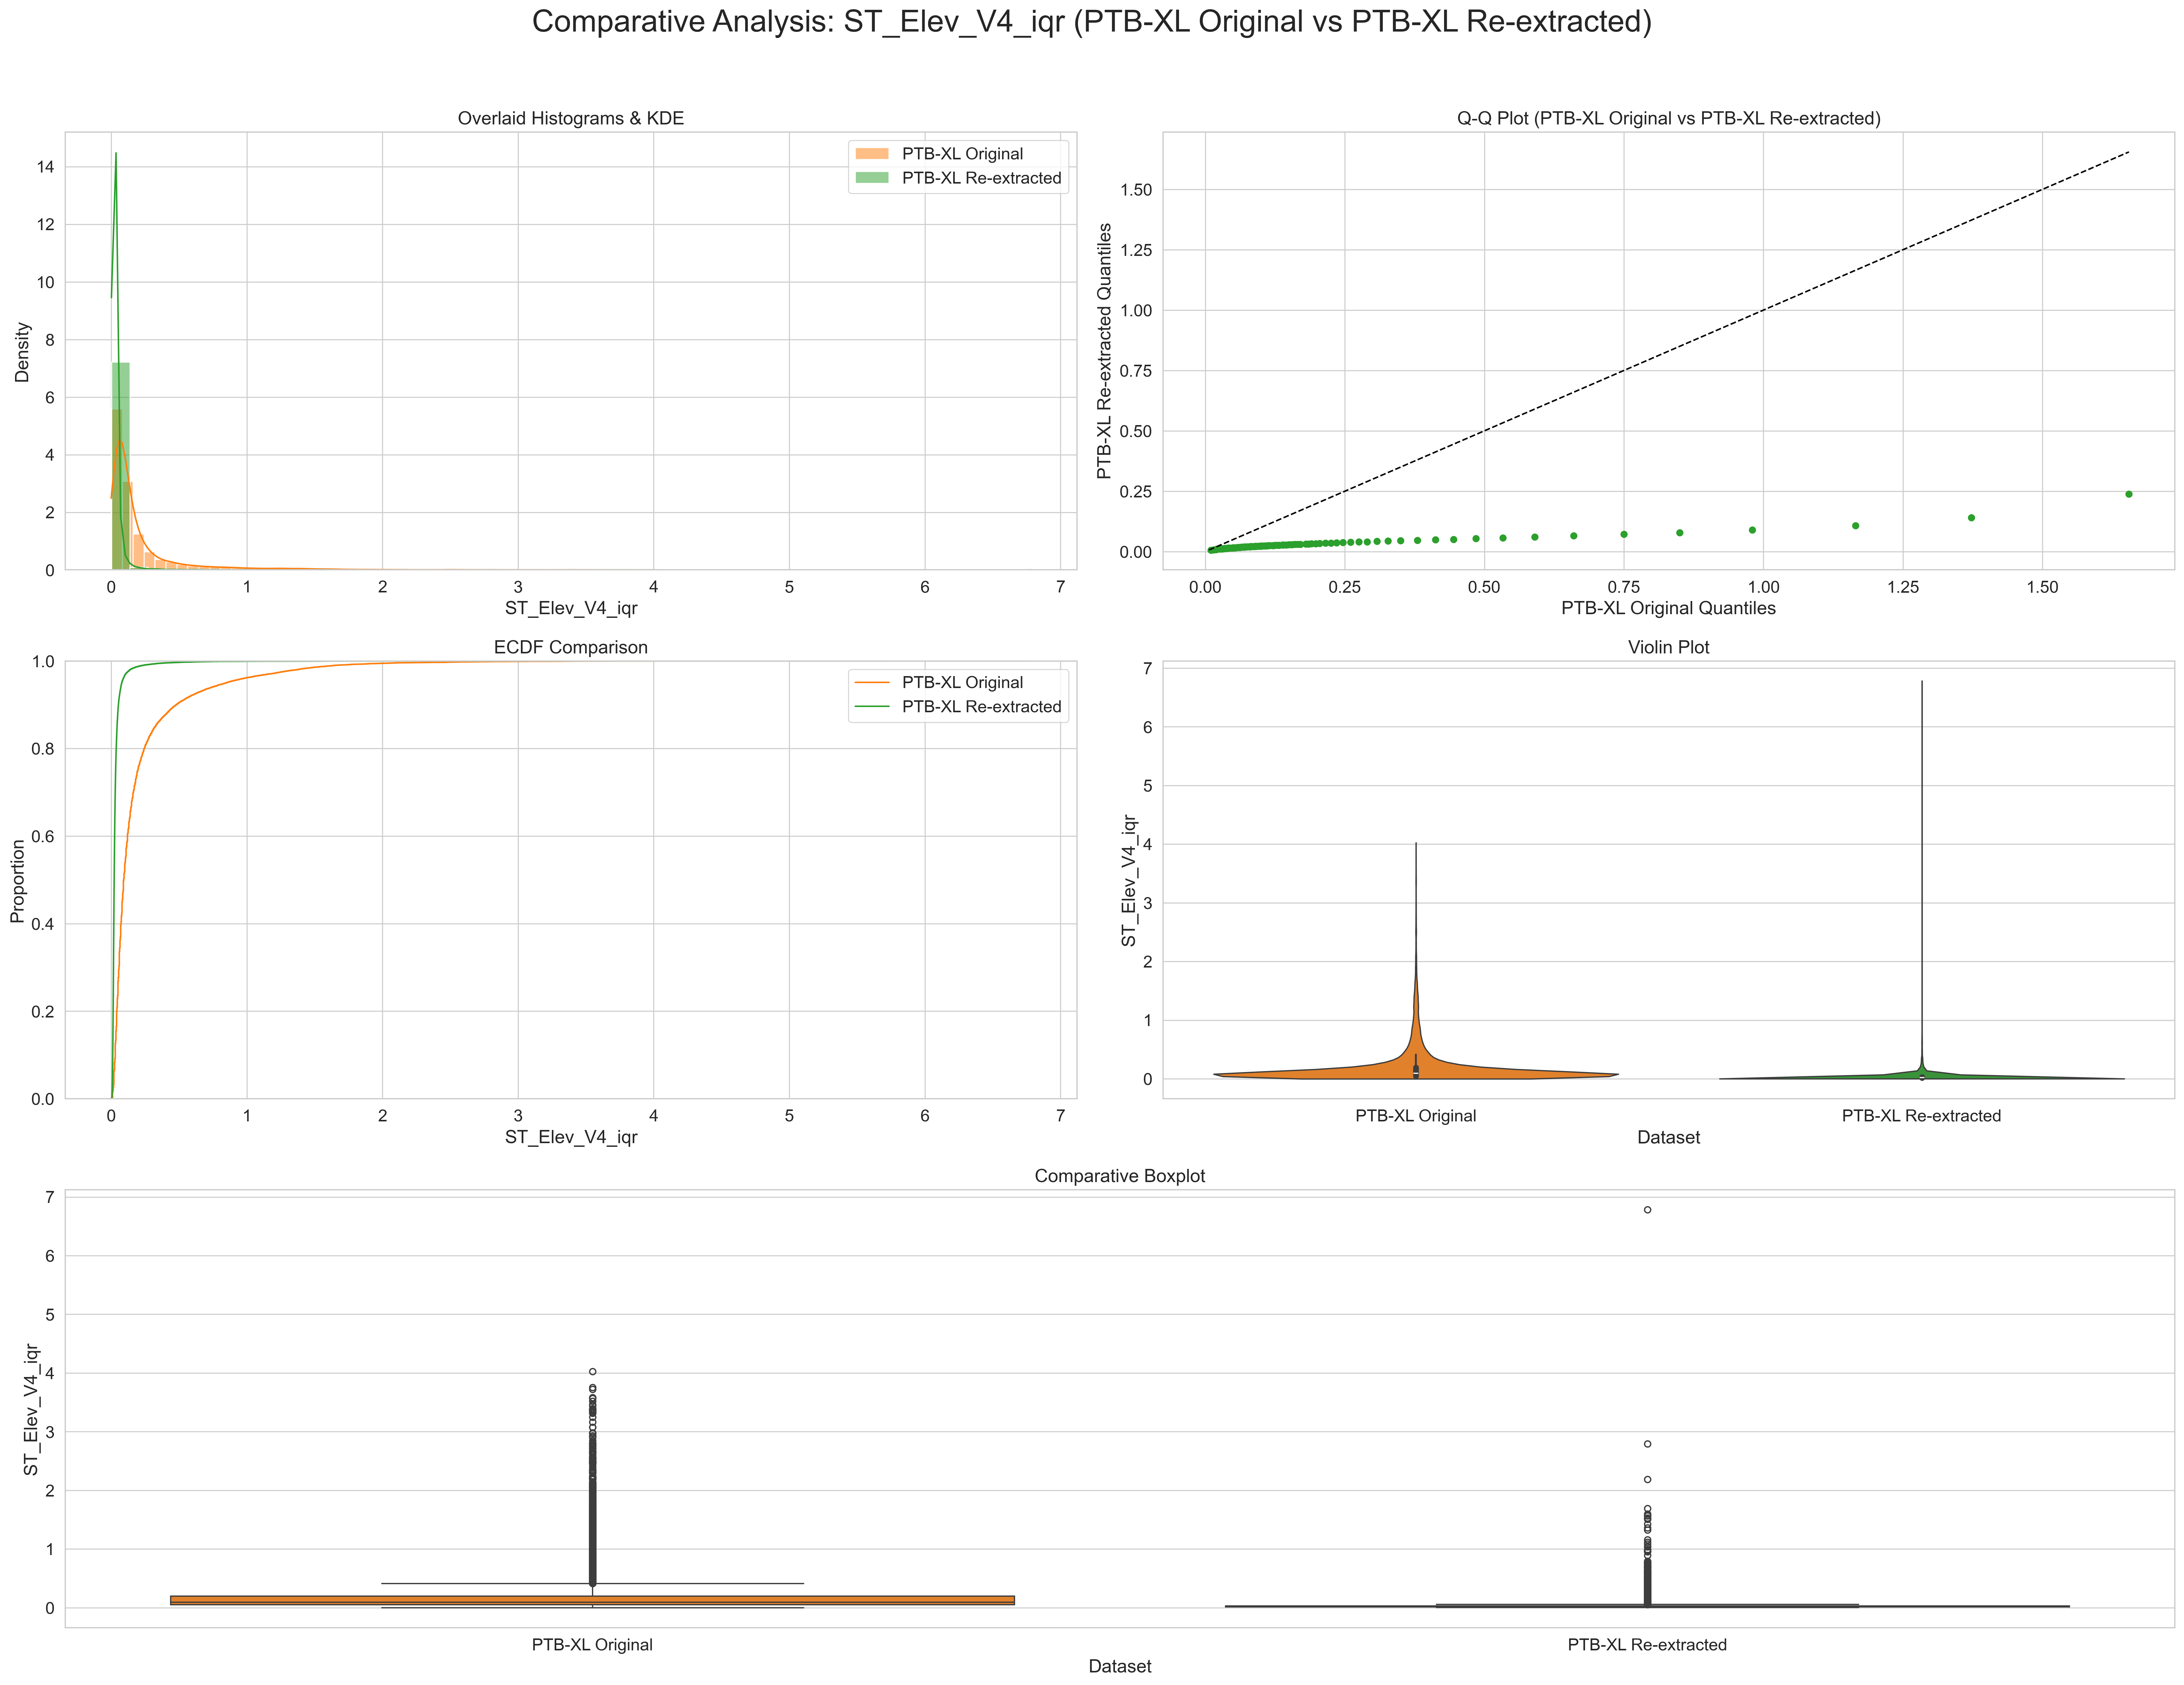 Comparative Analysis: ST_Elev_V4_iqr (PTB-XL Original vs PTB-XL Re-extracted)
Overlaid Histograms & KDE
PTB-XL Original
PTB-XL Re-extracted
Density
14
12
10
8
6
4
2
0
0 1 2 3 4 5 6 7
ST_Elev_V4_iqr
Q-Q Plot (PTB-XL Original vs PTB-XL Re-extracted)
PTB-XL Re-extracted Quantiles
1.50
1.25
1.00
0.75
0.50
0.25
0.00
0.00 0.25 0.50 0.75 1.00 1.25 1.50
PTB-XL Original Quantiles
ECDF Comparison
PTB-XL Original
PTB-XL Re-extracted
Proportion
1.0
0.8
0.6
0.4
0.2
0.0
0 1 2 3 4 5 6 7
ST_Elev_V4_iqr
Violin Plot
ST_Elev_V4_iqr
7
6
5
4
3
2
1
0
PTB-XL Original PTB-XL Re-extracted
Dataset
Comparative Boxplot
ST_Elev_V4_iqr
7
6
5
4
3
2
1
0
PTB-XL Original PTB-XL Re-extracted
Dataset